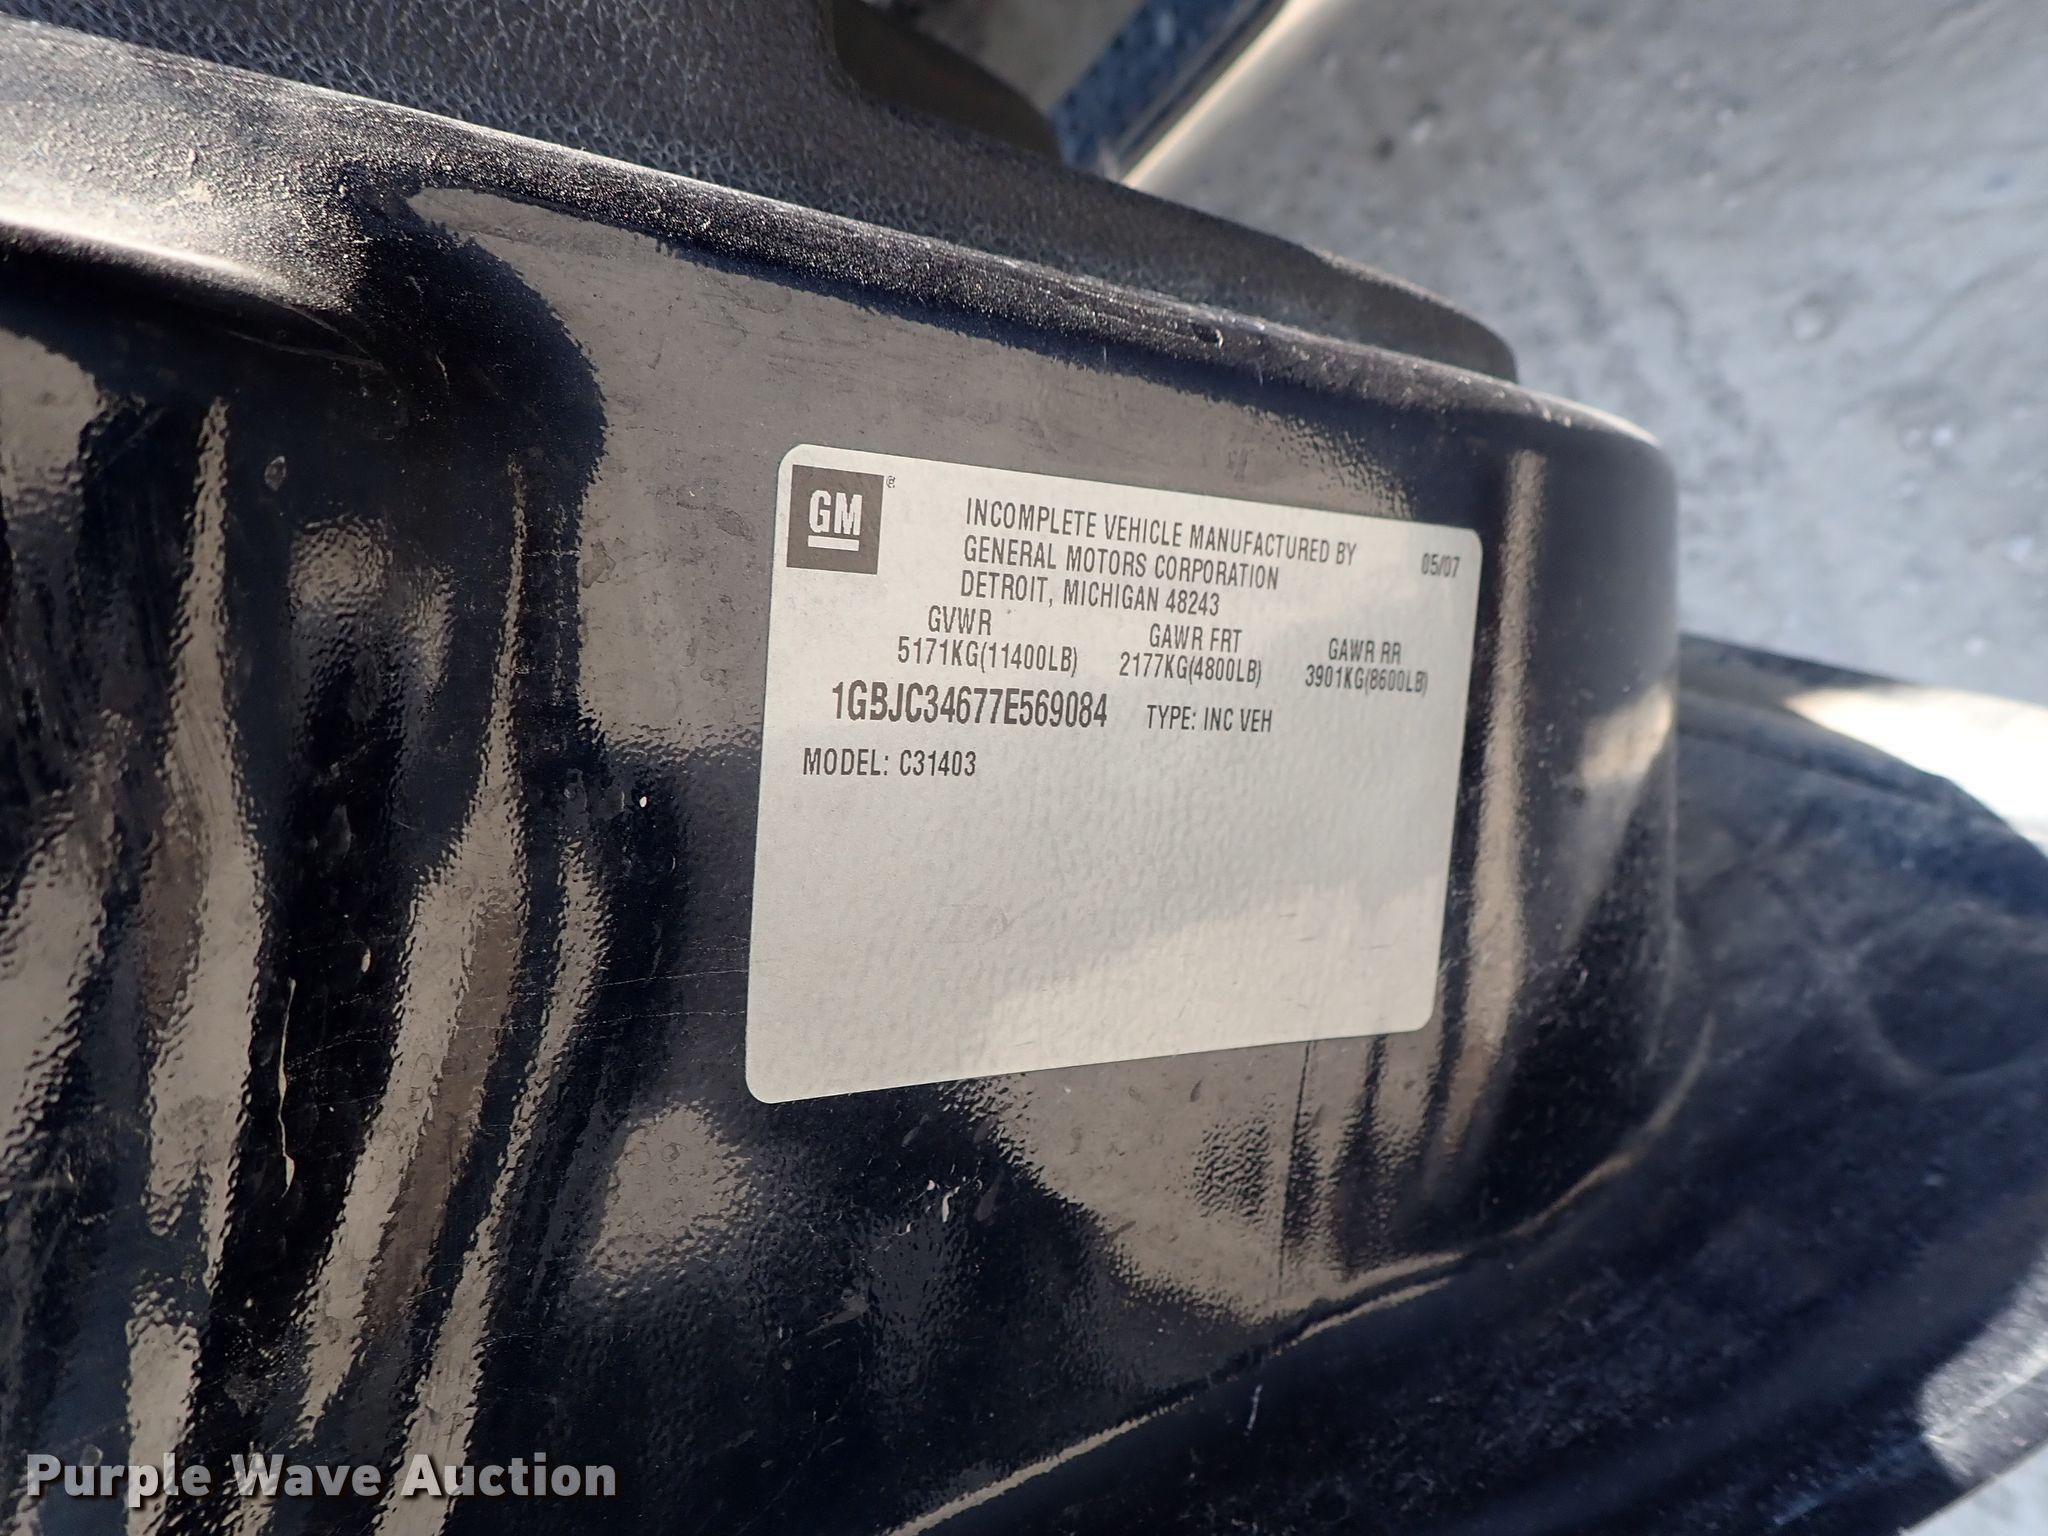 GM®
INCOMPLETE VEHICLE MANUFACTURED BY
GENERAL MOTORS CORPORATION
DETROIT, MICHIGAN 48243
05/07
GVWR GAWR FRT GAWR RR
5171KG(11400LB) 2177KG(4800LB) 3901KG(8600LB)
1GBJC34677E569084 TYPE: INC VEH
MODEL: C31403
Purple Wave Auction